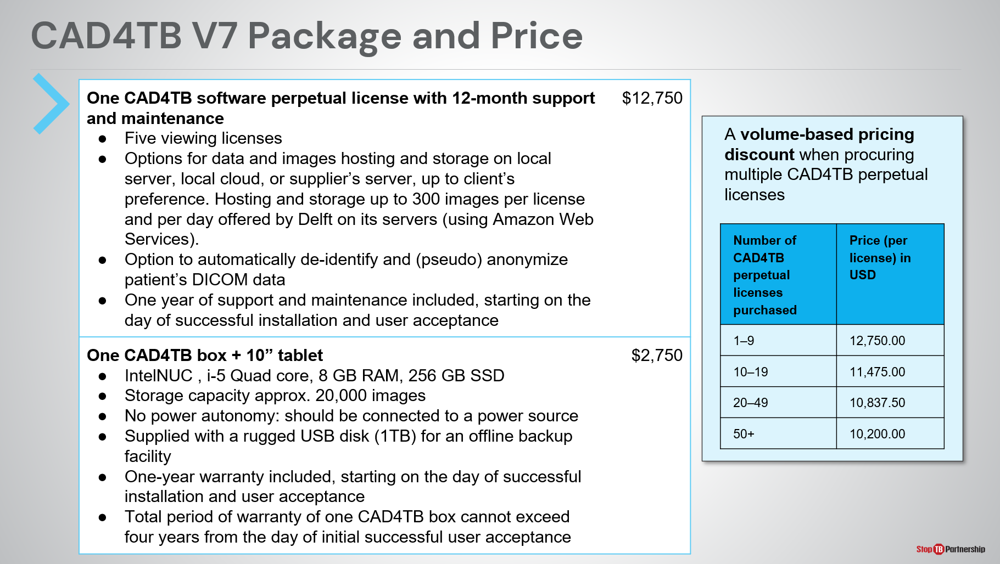 CAD4TB V7 Package and Price
One CAD4TB software perpetual license with 12-month support $12,750
and maintenance
● Five viewing licenses
● Options for data and images hosting and storage on local
server, local cloud, or supplier’s server, up to client’s
preference. Hosting and storage up to 300 images per license
and per day offered by Delft on its servers (using Amazon Web
Services).
● Option to automatically de-identify and (pseudo) anonymize
patient’s DICOM data
● One year of support and maintenance included, starting on the
day of successful installation and user acceptance
One CAD4TB box + 10” tablet $2,750
● IntelNUC , i-5 Quad core, 8 GB RAM, 256 GB SSD
● Storage capacity approx. 20,000 images
● No power autonomy: should be connected to a power source
● Supplied with a rugged USB disk (1TB) for an offline backup
facility
● One-year warranty included, starting on the day of successful
installation and user acceptance
● Total period of warranty of one CAD4TB box cannot exceed
four years from the day of initial successful user acceptance
A volume-based pricing
discount when procuring
multiple CAD4TB perpetual
licenses
Number of
CAD4TB
perpetual
licenses
purchased
Price (per
license) in
USD
1–9 12,750.00
10–19 11,475.00
20–49 10,837.50
50+ 10,200.00
Stop TB Partnership